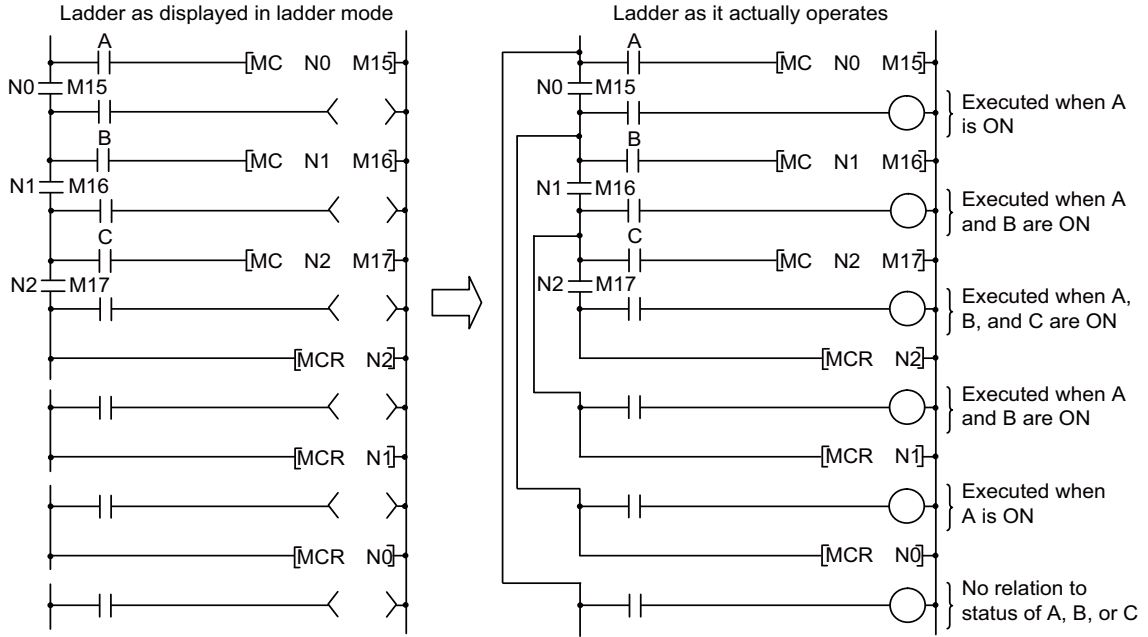 Ladder as displayed in ladder mode
A
[MC N0 M15]
N0 M15
B
[MC N1 M16]
N1 M16
C
[MC N2 M17]
N2 M17
[MCR N2]
[MCR N1]
[MCR N0]
Ladder as it actually operates
A
[MC N0 M15]
N0 M15
Executed when A
is ON
B
[MC N1 M16]
N1 M16
Executed when A
and B are ON
C
[MC N2 M17]
N2 M17
Executed when A,
B, and C are ON
[MCR N2]
Executed when A
and B are ON
[MCR N1]
Executed when
A is ON
[MCR N0]
No relation to
status of A, B, or C